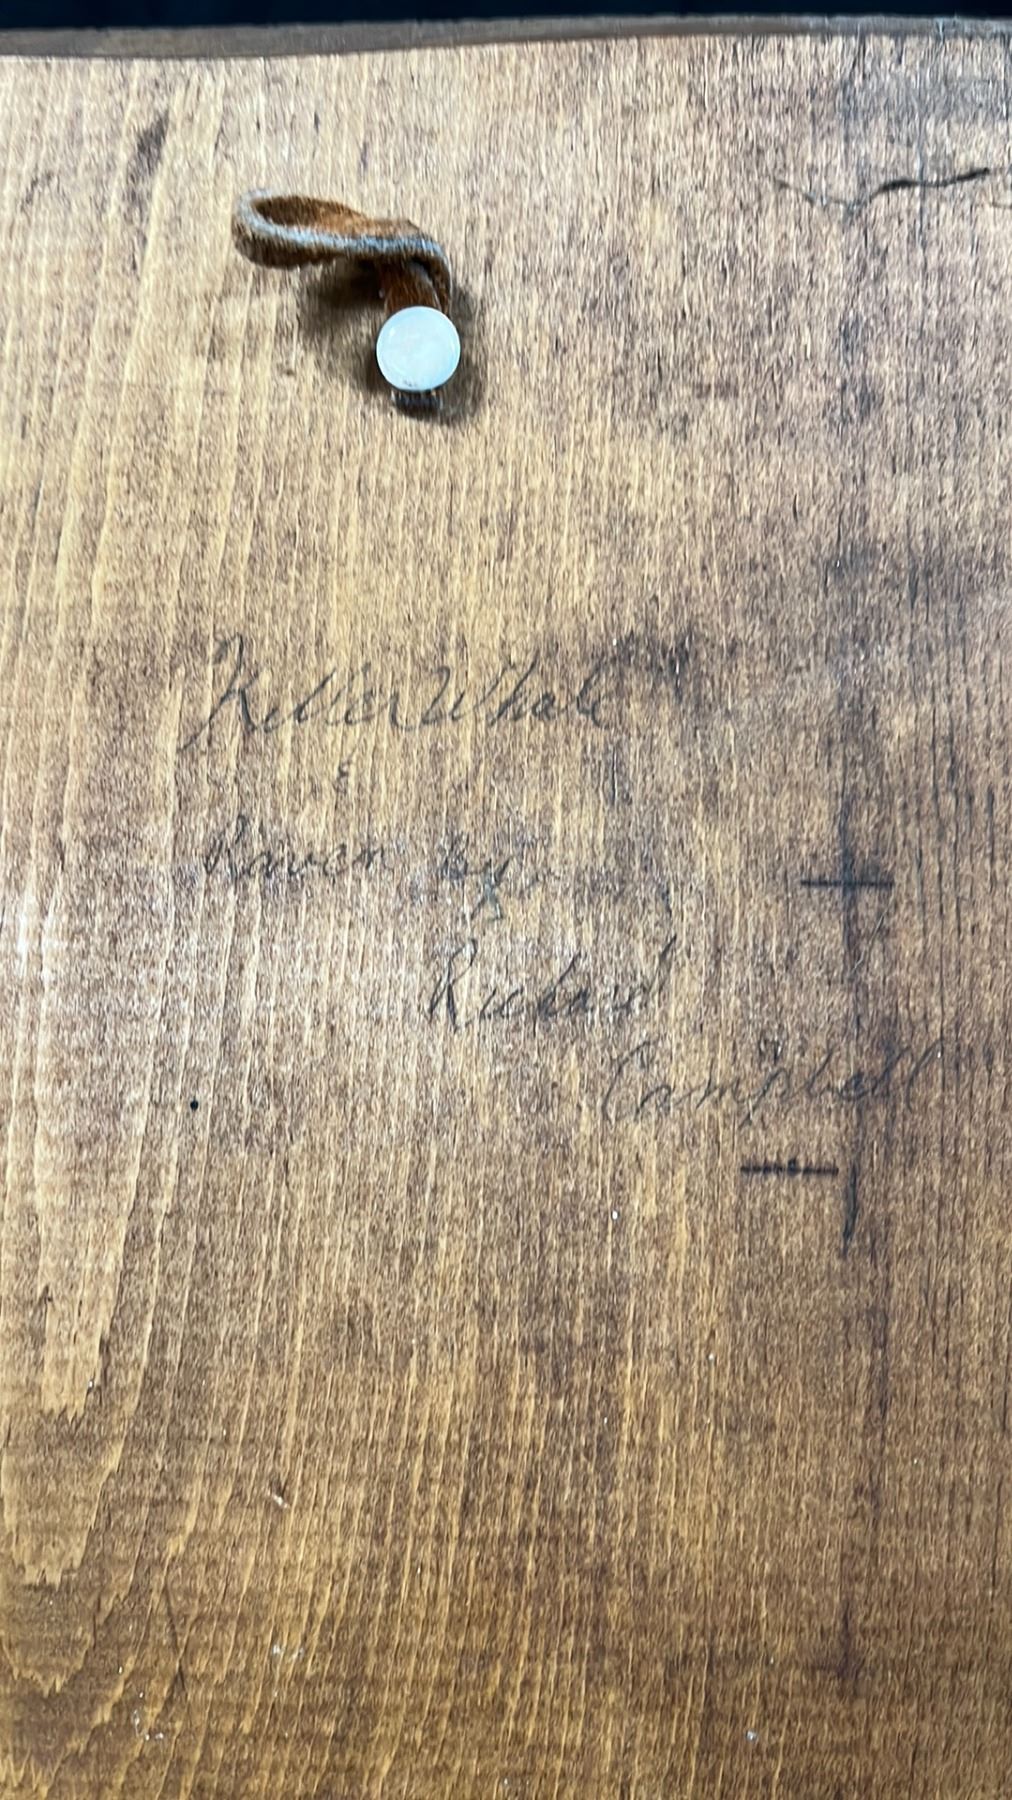 Killer Whale
&
Raven by
Richard
Campbell